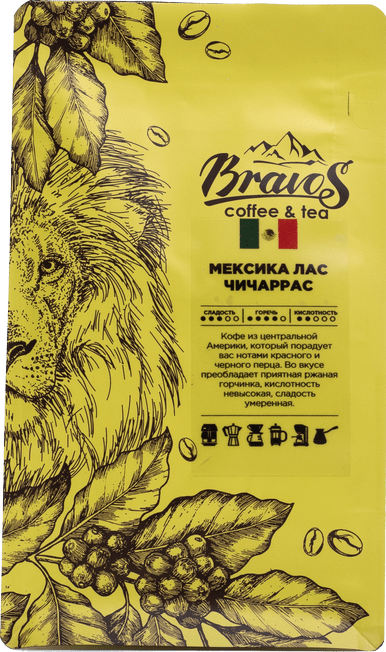 Bravos
coffee & tea
МЕКСИКА ЛАС
ЧИЧАРРАС
СЛАДОСТЬ ГОРЕЧЬ КИСЛОТНОСТЬ
Кофе из центральной
Америки, который порадует
вас нотами красного и
черного перца. Во вкусе
преобладает приятная ржаная
горчинка, кислотность
невысокая, сладость
умеренная.